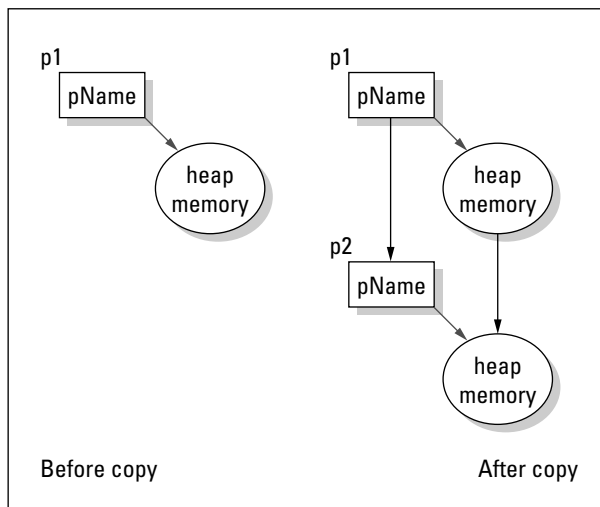 p1
pName
heap
memory
Before copy
p1
pName
heap
memory
p2
pName
heap
memory
After copy